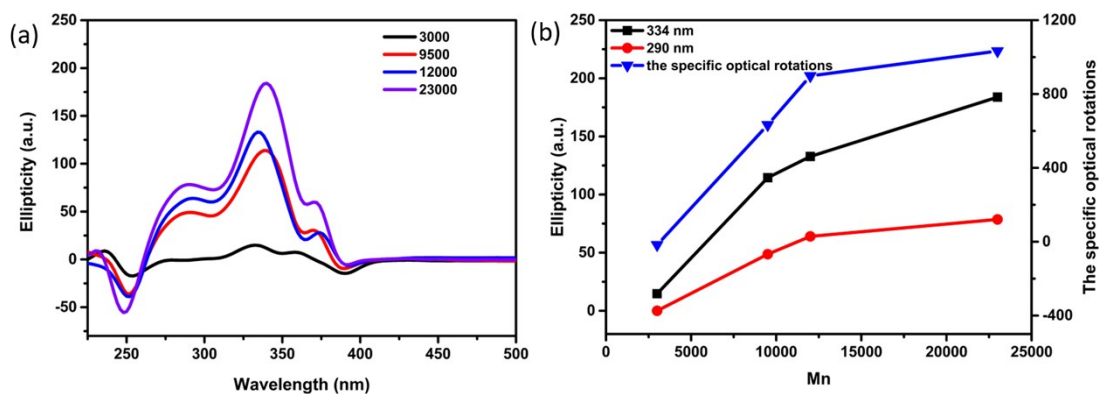 (a)
250
200
150
100
50
0
-50
Ellipticity (a.u.)
3000
9500
12000
23000
250 300 350 400 450 500
Wavelength (nm)
(b)
250
200
150
100
50
0
Ellipticity (a.u.)
334 nm
290 nm
the specific optical rotations
1200
800
400
0
-400
The specific optical rotations
0 5000 10000 15000 20000 25000
Mn